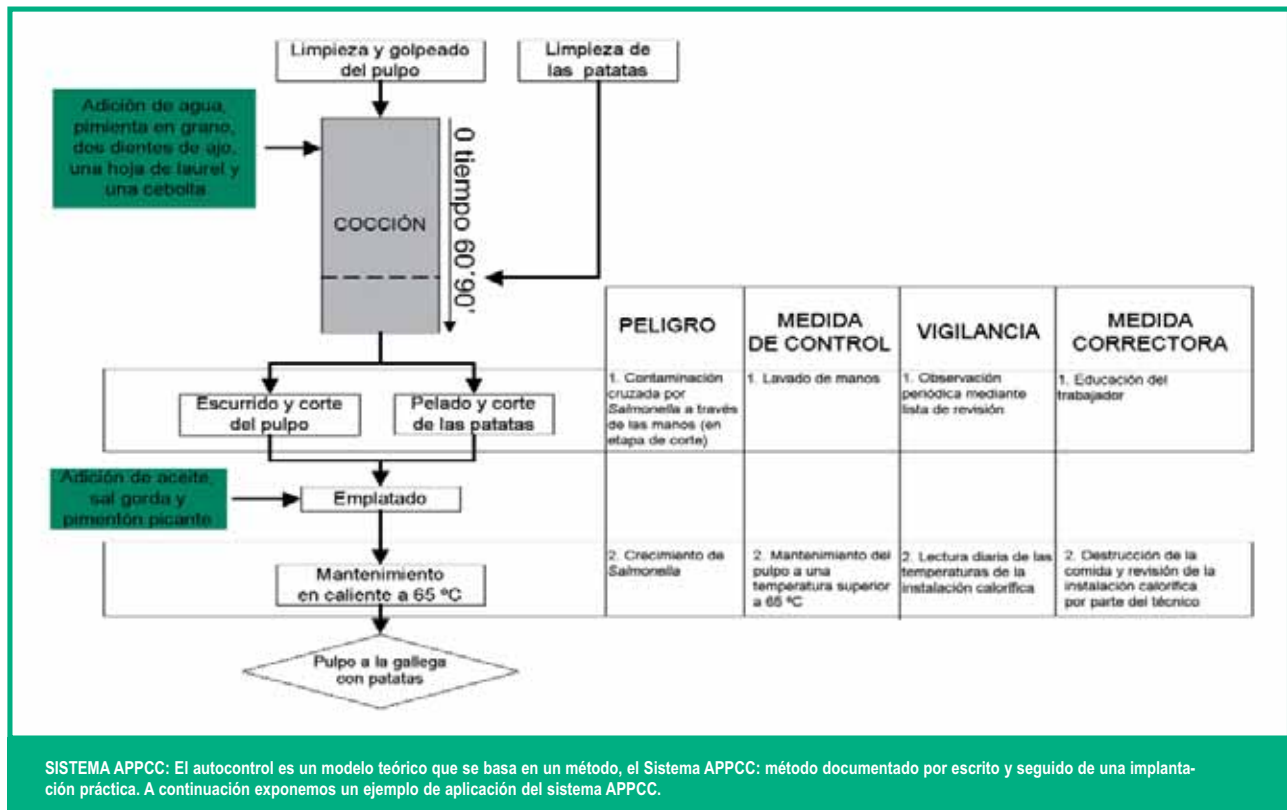 Limpieza y golpeado
del pulpo
Limpieza de
las patatas
Adición de agua,
pimienta en grano,
dos dientes de ajo,
una hoja de laurel y
una cebolla
COCCIÓN
0 tiempo 60'90'
PELIGRO
MEDIDA
DE CONTROL
VIGILANCIA
MEDIDA
CORRECTORA
Escurrido y corte
del pulpo
Pelado y corte
de las patatas
1. Contaminación
cruzada por
Salmonella a través
de las manos (en
etapa de corte)
1. Lavado de manos
1. Observación
periódica mediante
lista de revisión
1. Educación del
trabajador
Adición de aceite,
sal gorda y
pimentón picante
Emplatado
Mantenimiento
en caliente a 65 ºC
2. Crecimiento de
Salmonella
2. Mantenimiento del
pulpo a una
temperatura superior
a 65 ºC
2. Lectura diaria de las
temperaturas de la
instalación calorífica
2. Destrucción de la
comida y revisión de la
instalación calorífica
por parte del técnico
Pulpo a la gallega
con patatas
SISTEMA APPCC: El autocontrol es un modelo teórico que se basa en un método, el Sistema APPCC: método documentado por escrito y seguido de una implanta-
ción práctica. A continuación exponemos un ejemplo de aplicación del sistema APPCC.